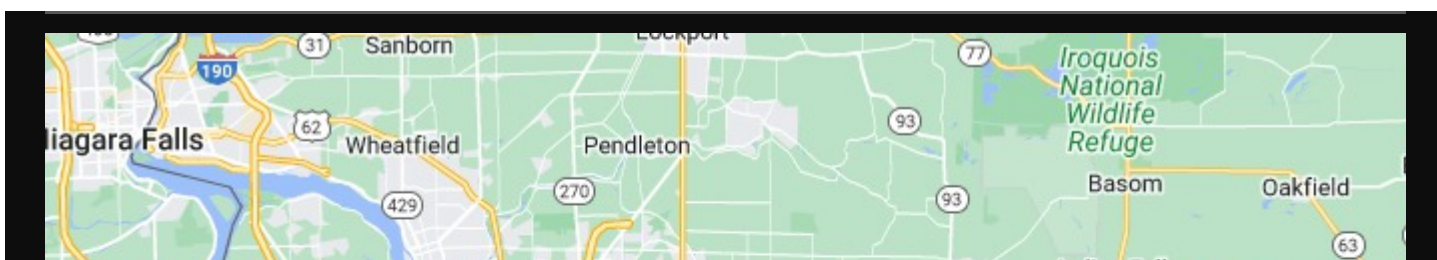 31
Sanborn
Lockport
77
Iroquois
National
Wildlife
Refuge
190
62
93
Niagara Falls
Wheatfield
Pendleton
Basom
Oakfield
270
429
93
63